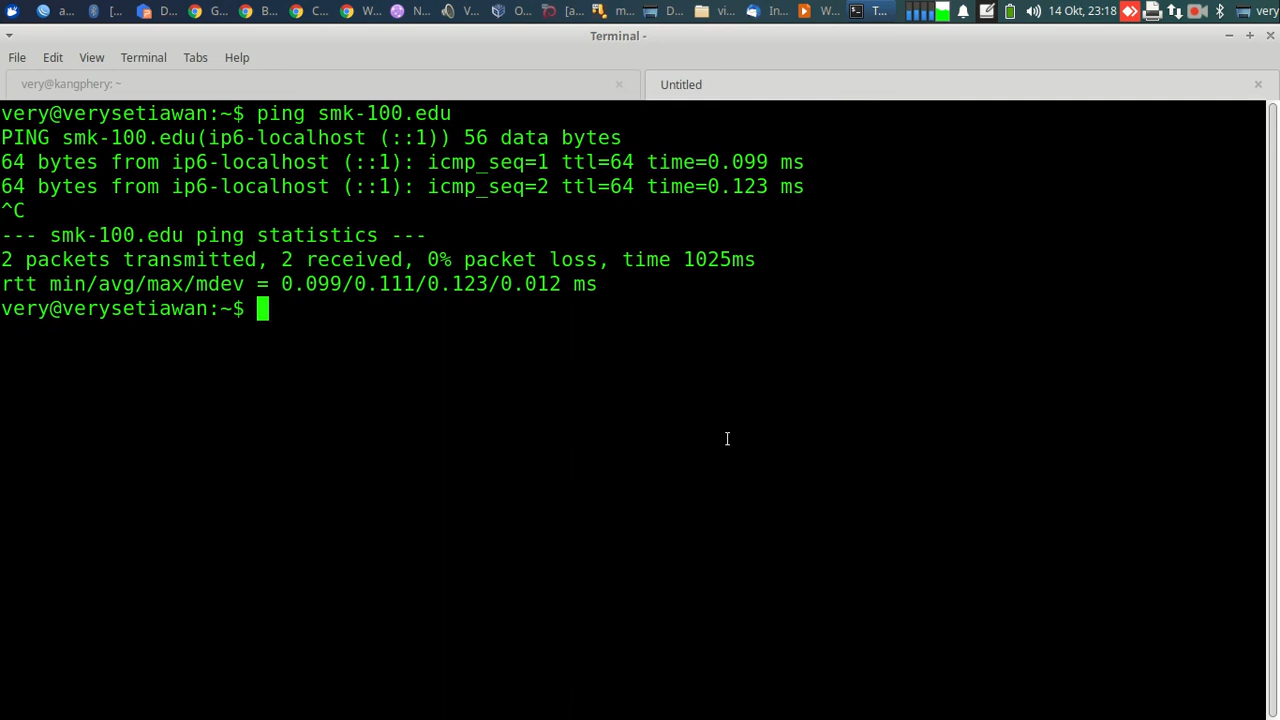 a...
[...
D...
G...
B...
C...
W...
N...
V...
O...
[a...
m...
D...
vi...
In...
W...
T...
14 Okt, 23:18
very
Terminal -
File Edit View Terminal Tabs Help
very@kangphery: ~
Untitled
very@verysetiawan:~$ ping smk-100.edu
PING smk-100.edu(ip6-localhost (::1)) 56 data bytes
64 bytes from ip6-localhost (::1): icmp_seq=1 ttl=64 time=0.099 ms
64 bytes from ip6-localhost (::1): icmp_seq=2 ttl=64 time=0.123 ms
^C
--- smk-100.edu ping statistics ---
2 packets transmitted, 2 received, 0% packet loss, time 1025ms
rtt min/avg/max/mdev = 0.099/0.111/0.123/0.012 ms
very@verysetiawan:~$